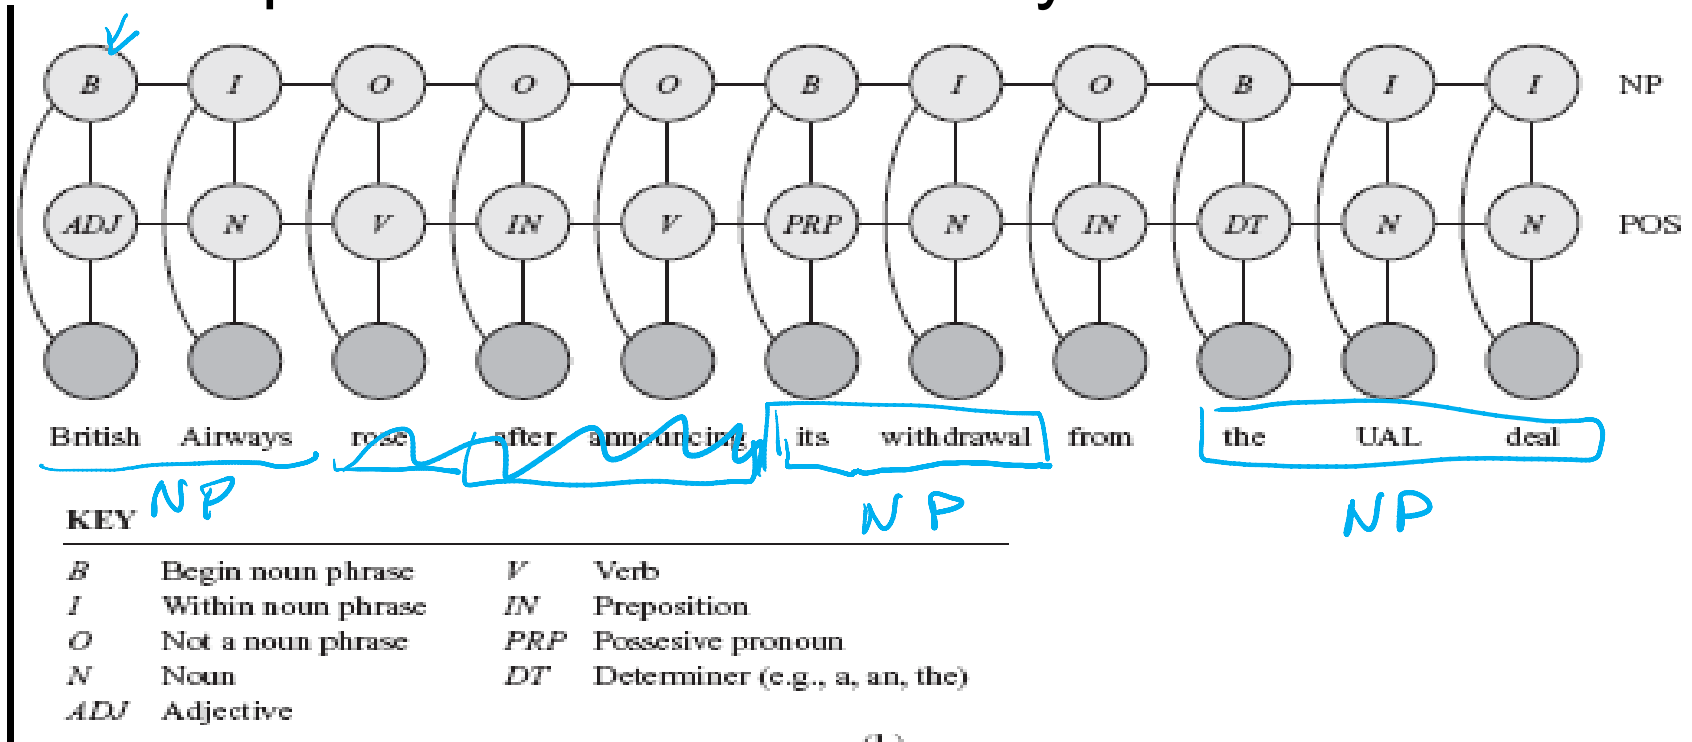 B I O O O B I O B I I NP
ADJ N V IN V PRP N IN DT N N POS
British Airways rose after announcing its withdrawal from the UAL deal
NP NP NP
KEY
B Begin noun phrase V Verb
I Within noun phrase IN Preposition
O Not a noun phrase PRP Possesive pronoun
N Noun DT Determiner (e.g., a, an, the)
ADJ Adjective